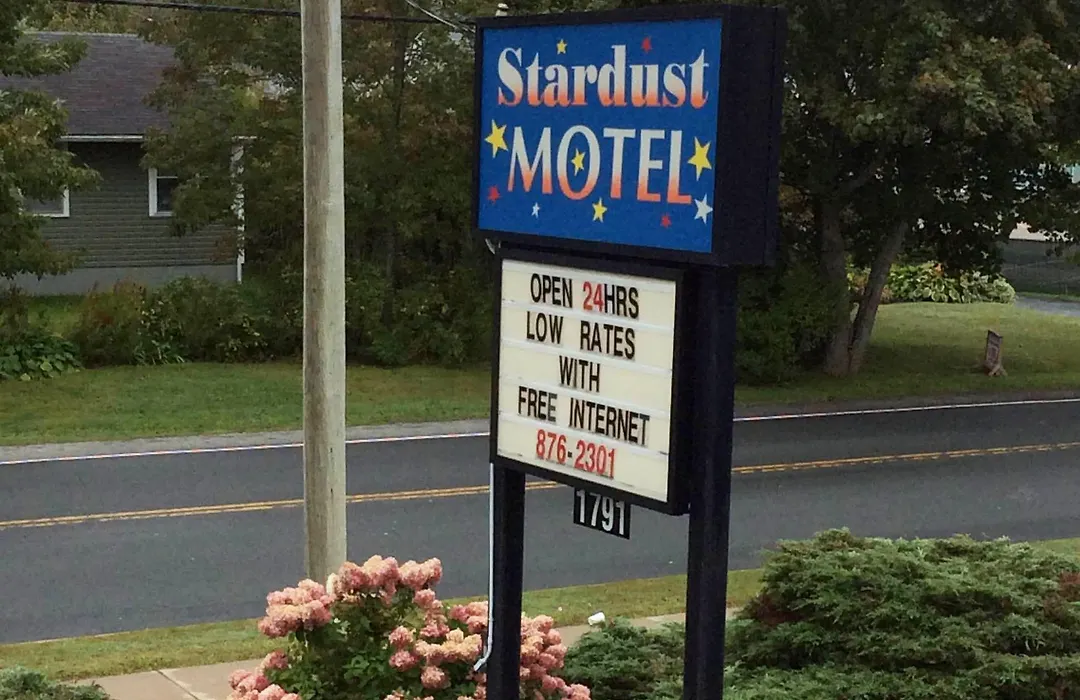 Stardust
MOTEL
OPEN 24HRS
LOW RATES
WITH
FREE INTERNET
876-2301
1791